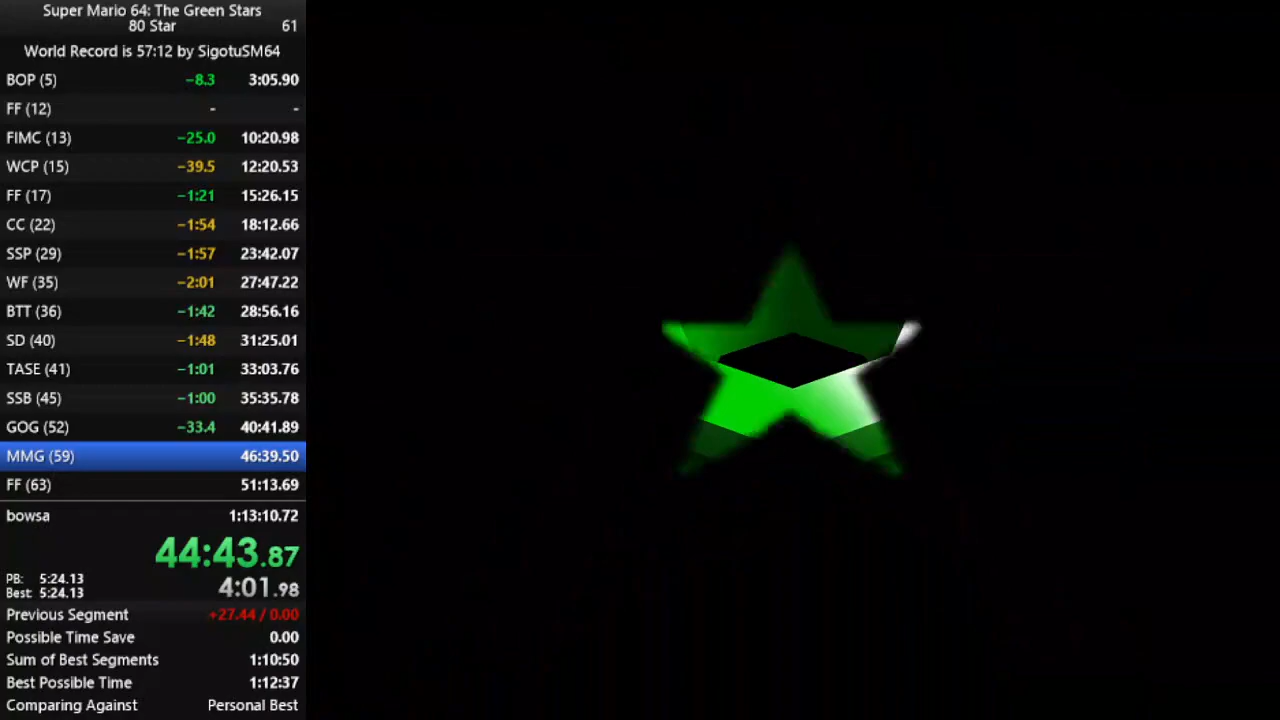 Super Mario 64: The Green Stars
80 Star 61
World Record is 57:12 by SigotuSM64
BOP (5) −8.3 3:05.90
FF (12) - -
FIMC (13) −25.0 10:20.98
WCP (15) −39.5 12:20.53
FF (17) −1:21 15:26.15
CC (22) −1:54 18:12.66
SSP (29) −1:57 23:42.07
WF (35) −2:01 27:47.22
BTT (36) −1:42 28:56.16
SD (40) −1:48 31:25.01
TASE (41) −1:01 33:03.76
SSB (45) −1:00 35:35.78
GOG (52) −33.4 40:41.89
MMG (59) 46:39.50
FF (63) 51:13.69
bowsa 1:13:10.72
44:43.87
PB: 5:24.13
Best: 5:24.13
4:01.98
Previous Segment +27.44 / 0.00
Possible Time Save 0.00
Sum of Best Segments 1:10:50
Best Possible Time 1:12:37
Comparing Against Personal Best